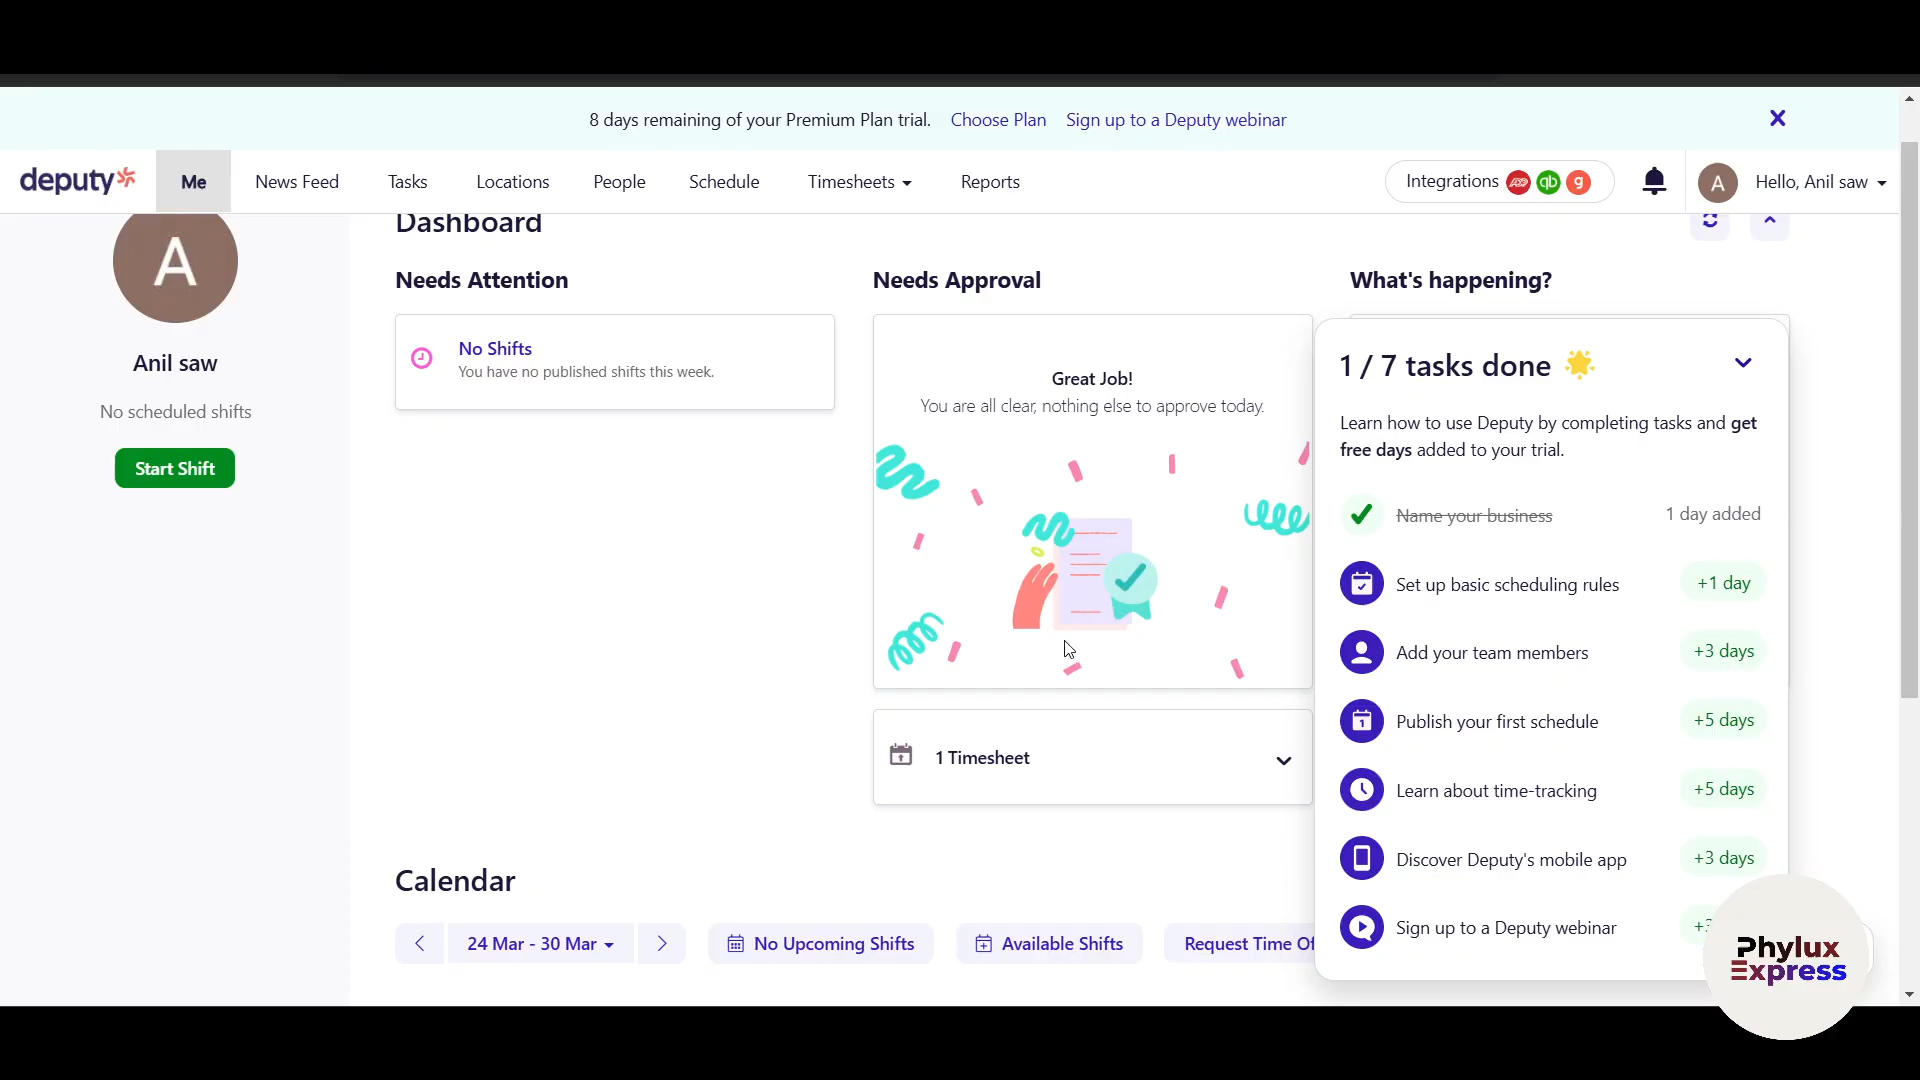 8 days remaining of your Premium Plan trial. Choose Plan Sign up to a Deputy webinar
deputy Me News Feed Tasks Locations People Schedule Timesheets Reports Integrations ADP qb g A Hello, Anil saw
Dashboard
A
Anil saw
No scheduled shifts
Start Shift
Needs Attention
No Shifts
You have no published shifts this week.
Needs Approval
Great Job!
You are all clear, nothing else to approve today.
1 Timesheet
What's happening?
1 / 7 tasks done
Learn how to use Deputy by completing tasks and get
free days added to your trial.
Name your business 1 day added
Set up basic scheduling rules +1 day
Add your team members +3 days
Publish your first schedule +5 days
Learn about time-tracking +5 days
Discover Deputy's mobile app +3 days
Sign up to a Deputy webinar
Calendar
24 Mar - 30 Mar No Upcoming Shifts Available Shifts Request Time
Phylux
Express